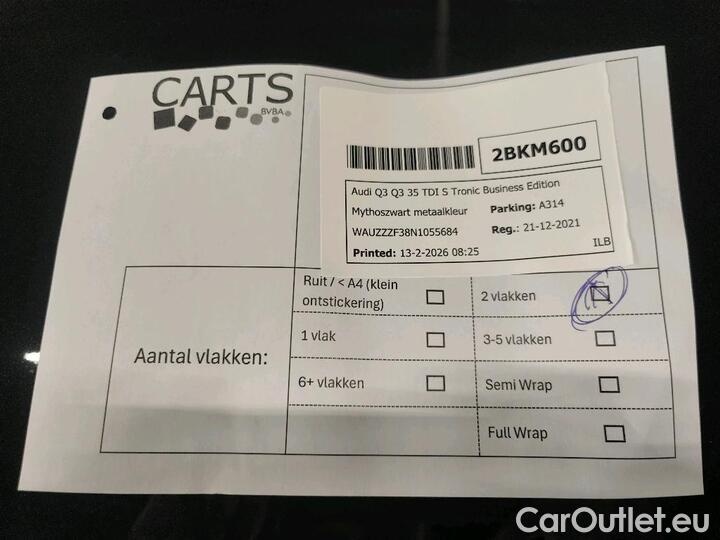 CARTS
BVBA
2BKM600
Audi Q3 Q3 35 TDI S Tronic Business Edition
Mythoszwart metaalkleur Parking: A314
WAUZZZF38N1055684 Reg.: 21-12-2021
Printed: 13-2-2026 08:25 ILB
Aantal vlakken:
Ruit / < A4 (klein
ontstickering)
2 vlakken
1 vlak
3-5 vlakken
6+ vlakken
Semi Wrap
Full Wrap
CarOutlet.eu